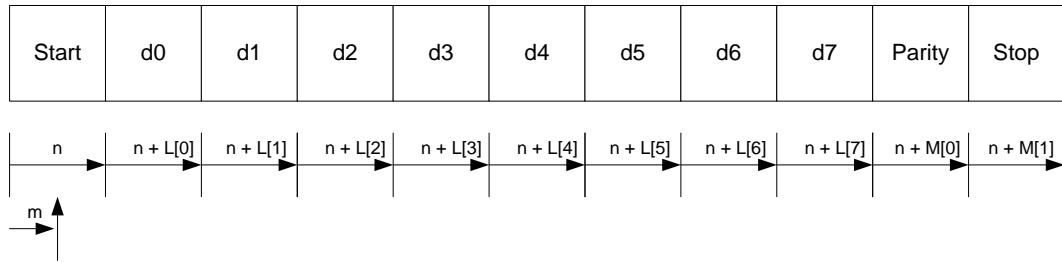 Start d0 d1 d2 d3 d4 d5 d6 d7 Parity Stop
n n + L[0] n + L[1] n + L[2] n + L[3] n + L[4] n + L[5] n + L[6] n + L[7] n + M[0] n + M[1]
m